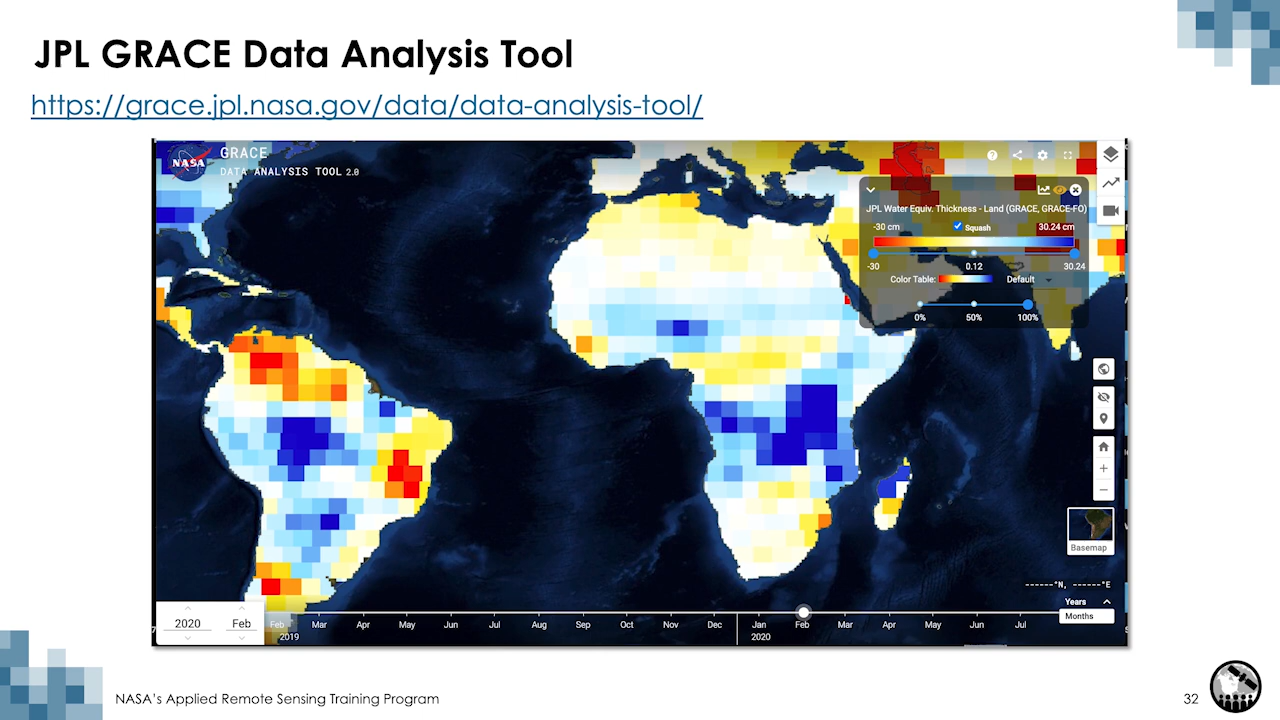 JPL GRACE Data Analysis Tool
https://grace.jpl.nasa.gov/data/data-analysis-tool/
NASA
GRACE
DATA ANALYSIS TOOL 2.0
JPL Water Equiv. Thickness - Land (GRACE, GRACE-FO)
-30 cm Squash 30.24 cm
-30 0.12 30.24
Color Table: Default
0% 50% 100%
Basemap
------°N, ------°E
Years
Months
2020 Feb
Feb Mar Apr May Jun Jul Aug Sep Oct Nov Dec Jan Feb Mar Apr May Jun Jul
2019 2020
NASA's Applied Remote Sensing Training Program
32